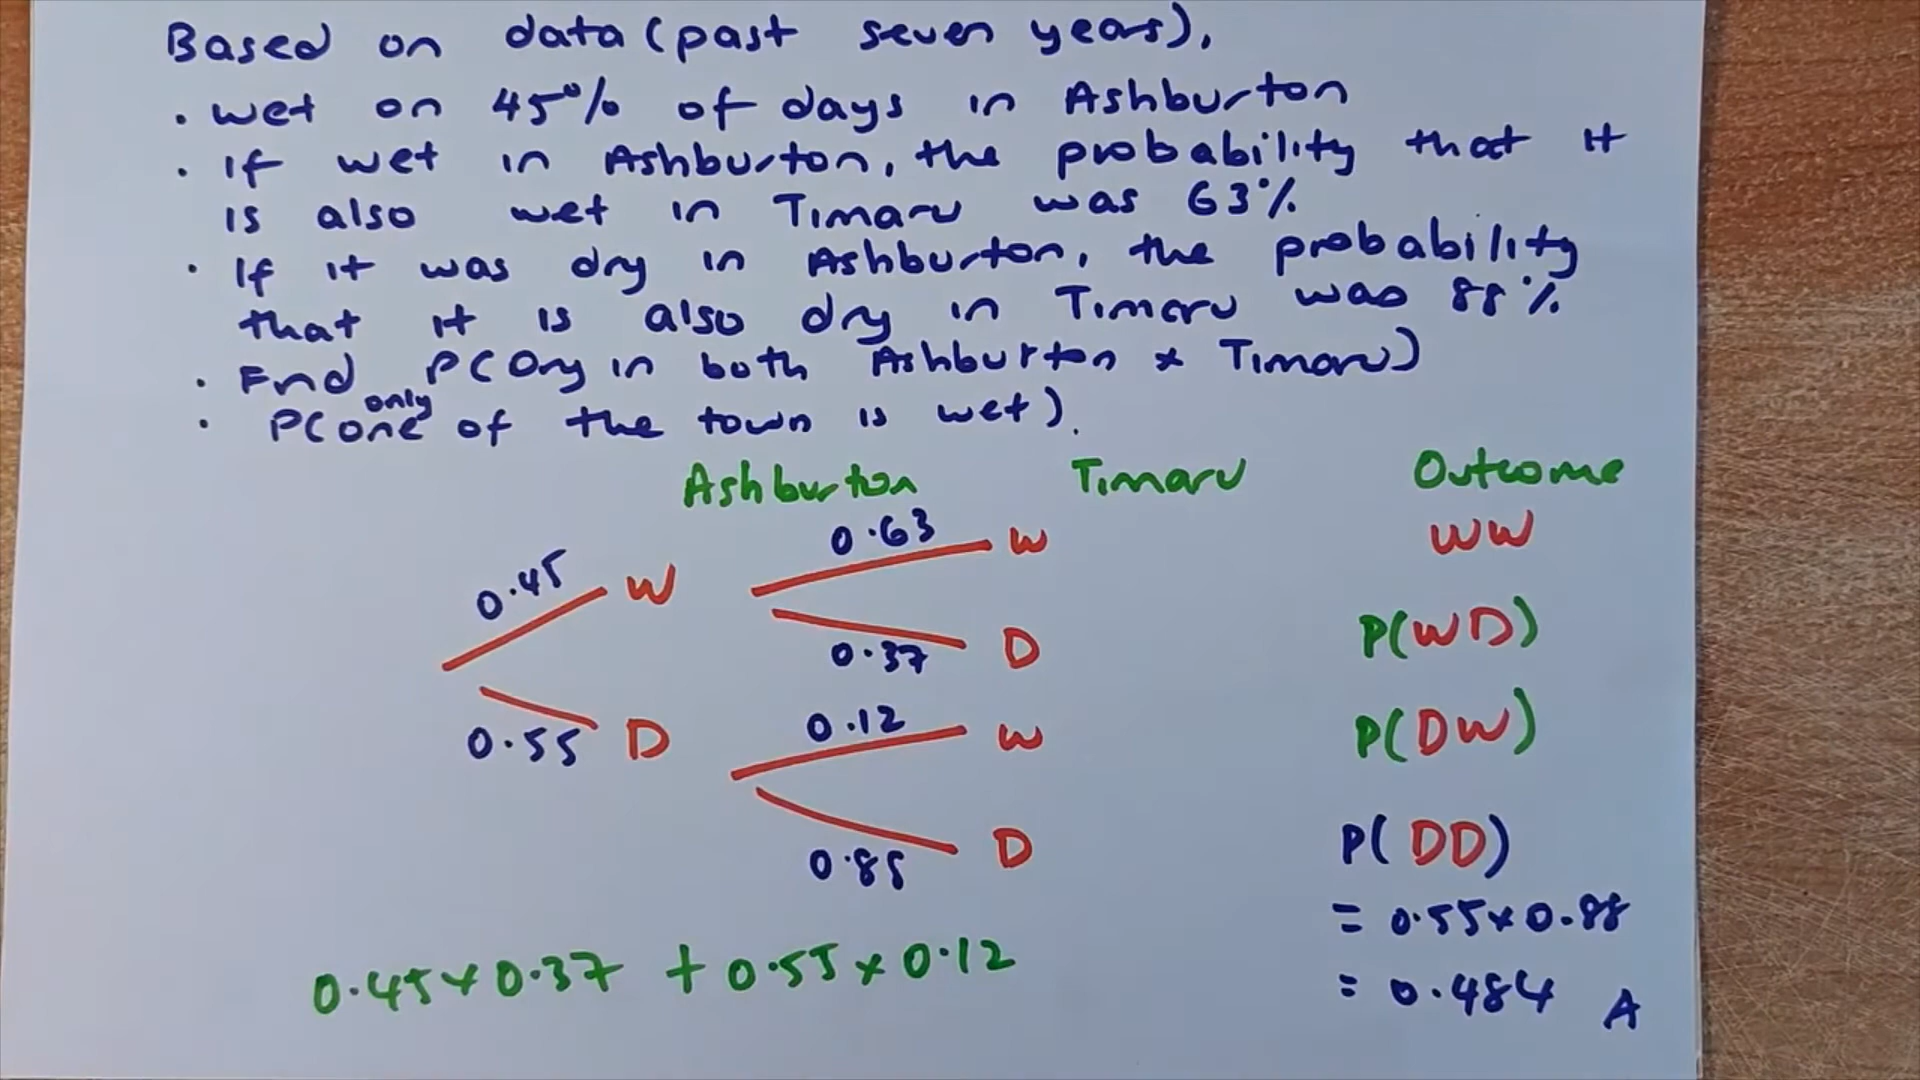 Based on data (past seven years),
• wet on 45% of days in Ashburton
• If wet in Ashburton, the probability that it
is also wet in Timaru was 63%
• If it was dry in Ashburton, the probability
that it is also dry in Timaru was 88%
• Find P(Dry in both Ashburton & Timaru)
• P(one only of the town is wet).
Ashburton Timaru Outcome
0.45 W 0.63 W WW
0.37 D P(WD)
0.55 D 0.12 W P(DW)
0.88 D P(DD)
= 0.55 × 0.88
0.45 × 0.37 + 0.55 × 0.12
= 0.484 A